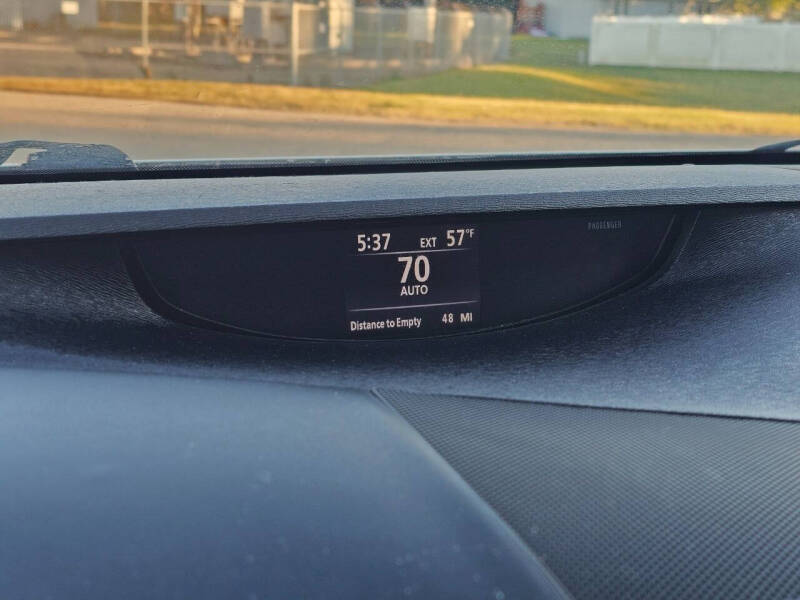 5:37 EXT 57°F
PASSENGER
70
AUTO
Distance to Empty 48 MI